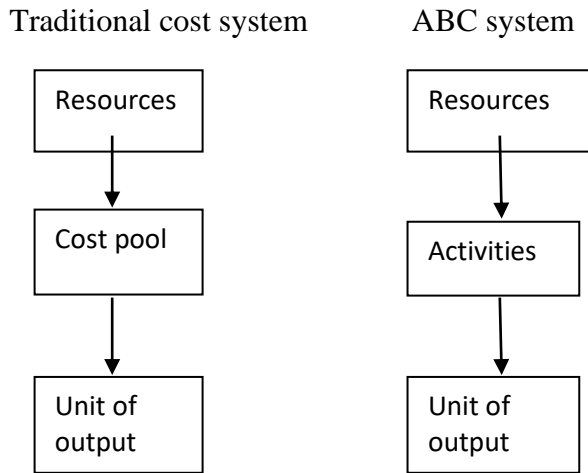 Traditional cost system
ABC system
Resources
Resources
Cost pool
Activities
Unit of
output
Unit of
output